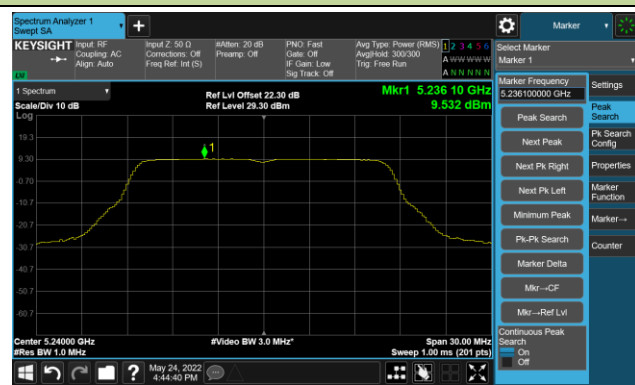 Spectrum Analyzer 1
Swept SA
+
Marker
KEYSIGHT
Input: RF
Coupling: AC
Align: Auto
Input Z: 50 Ω
Corrections: Off
Freq Ref: Int (S)
#Atten: 20 dB
Preamp: Off
PNO: Fast
Gate: Off
IF Gain: Low
Sig Track: Off
Avg Type: Power (RMS)
Avg|Hold: 300/300
Trig: Free Run
1 2 3 4 5 6
A W W W W W
A N N N N N
Select Marker
Marker 1
1 Spectrum
Scale/Div 10 dB
Log
Ref Lvl Offset 22.30 dB
Ref Level 29.30 dBm
Mkr1 5.236 10 GHz
9.532 dBm
1
19.3
9.30
-0.70
-10.7
-20.7
-30.7
-40.7
-50.7
-60.7
Center 5.24000 GHz
#Res BW 1.0 MHz
#Video BW 3.0 MHz*
Span 30.00 MHz
Sweep 1.00 ms (201 pts)
Marker Frequency
5.236100000 GHz
Peak Search
Next Peak
Next Pk Right
Next Pk Left
Minimum Peak
Pk-Pk Search
Marker Delta
Mkr→CF
Mkr→Ref Lvl
Continuous Peak
Search
On
Off
Settings
Peak
Search
Pk Search
Config
Properties
Marker
Function
Marker→
Counter
?
May 24, 2022
4:44:40 PM